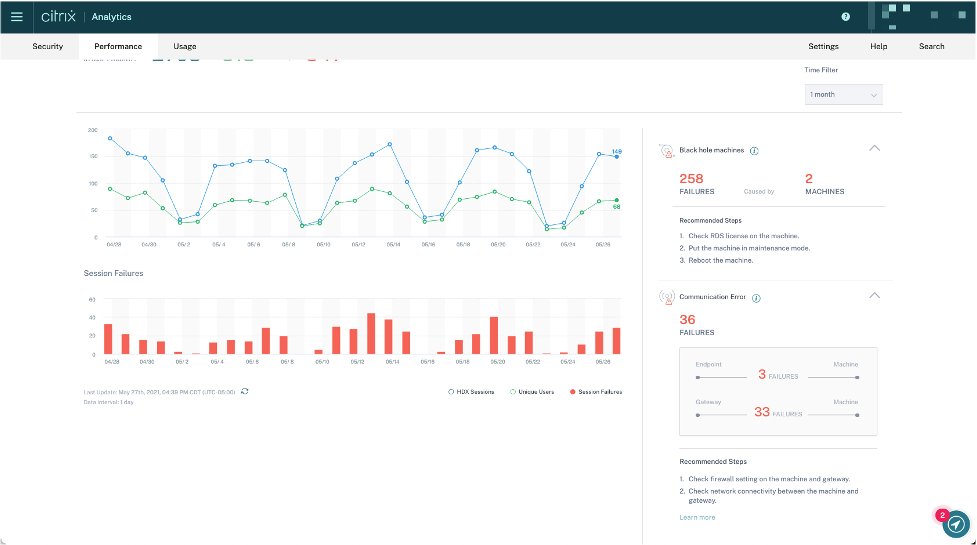 citrix Analytics
Security Performance Usage Settings Help Search
Time Filter
1 month
200
150
100
50
0
149
68
04/28 04/30 05/ 2 05/ 4 05/ 6 05/ 8 05/10 05/12 05/14 05/16 05/18 05/20 05/22 05/24 05/26
Session Failures
60
40
20
0
04/28 04/30 05/ 2 05/ 4 05/ 6 05/ 8 05/10 05/12 05/14 05/16 05/18 05/20 05/22 05/24 05/26
Last Update: May 27th, 2021, 04:39 PM CDT (UTC-05:00)
Data Interval: 1 day
HDX Sessions Unique Users Session Failures
Black hole machines i
258 2
FAILURES Caused by MACHINES
Recommended Steps
1. Check RDS license on the machine.
2. Put the machine in maintenance mode.
3. Reboot the machine.
Communication Error i
36
FAILURES
Endpoint Machine
3 FAILURES
Gateway Machine
33 FAILURES
Recommended Steps
1. Check firewall setting on the machine and gateway.
2. Check network connectivity between the machine and
gateway.
Learn more
2